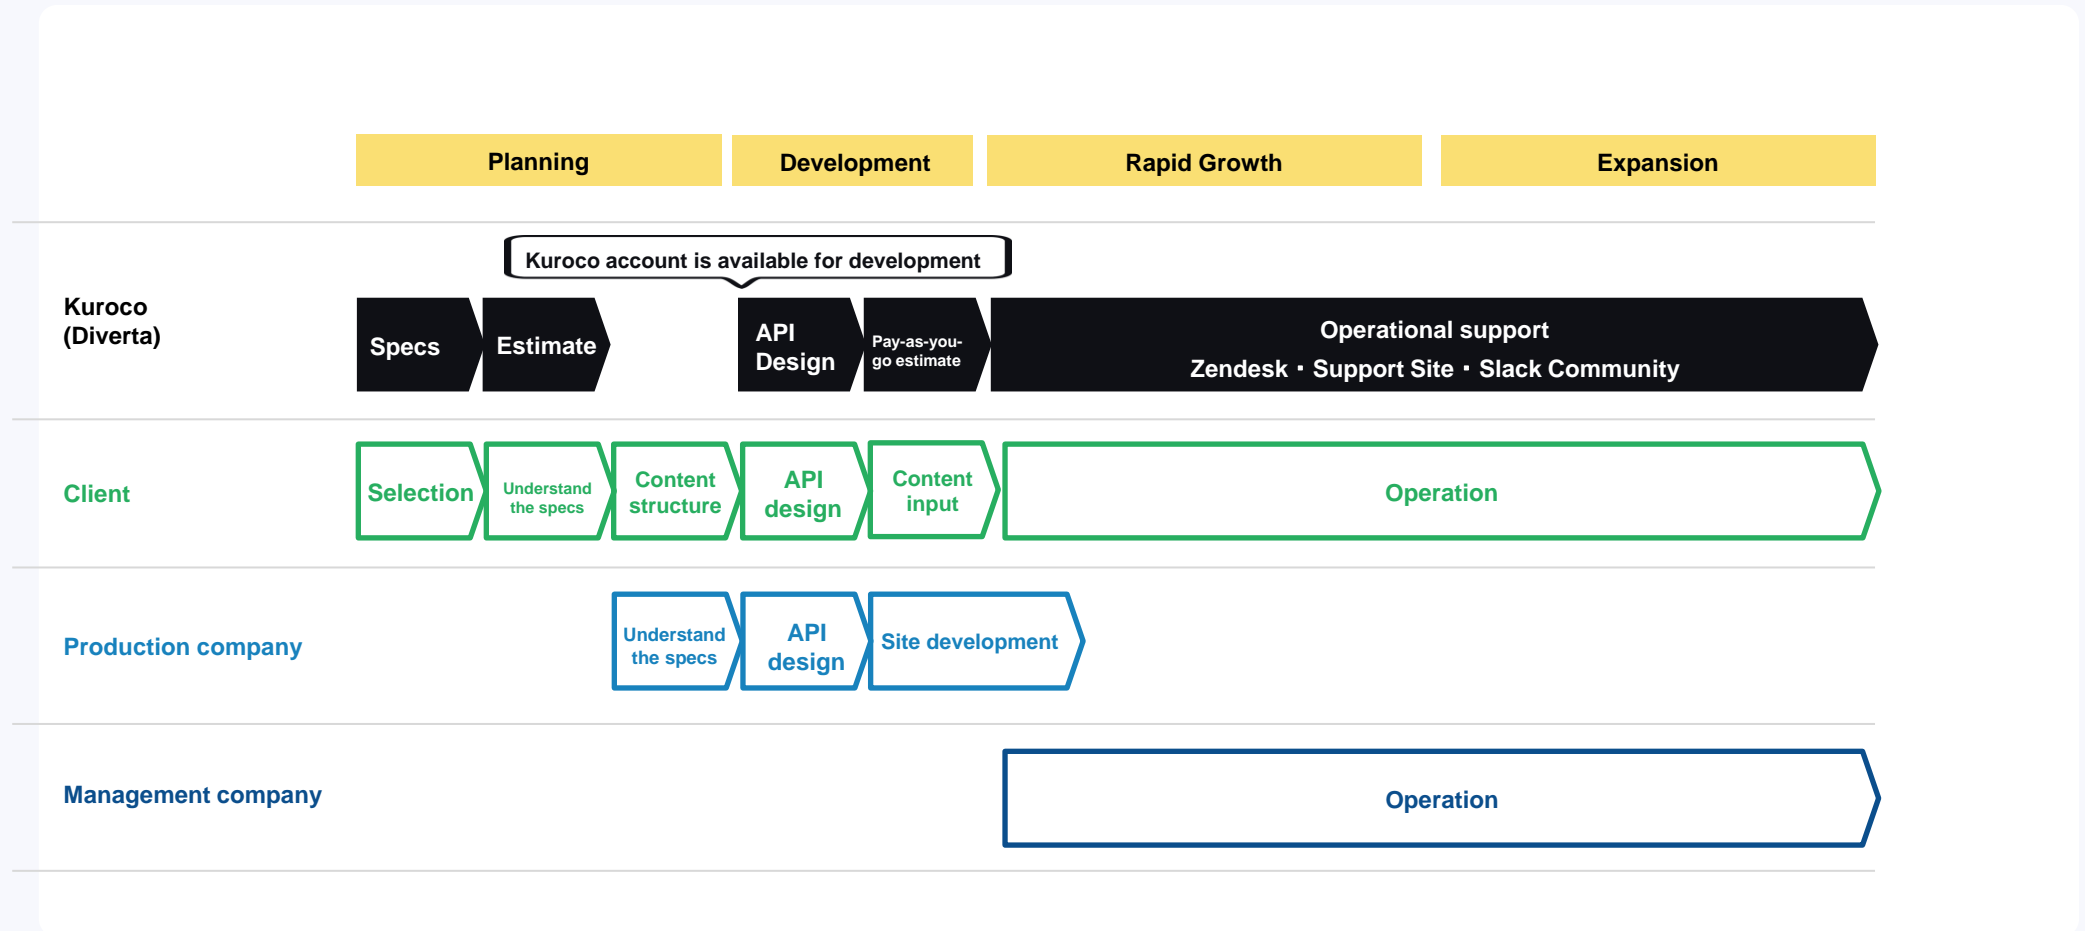 Planning
Development
Rapid Growth
Expansion
Kuroco account is available for development
Kuroco
(Diverta)
Specs
Estimate
API
Design
Pay-as-you-
go estimate
Operational support
Zendesk・Support Site・Slack Community
Client
Selection
Understand
the specs
Content
structure
API
design
Content
input
Operation
Production company
Understand
the specs
API
design
Site development
Management company
Operation